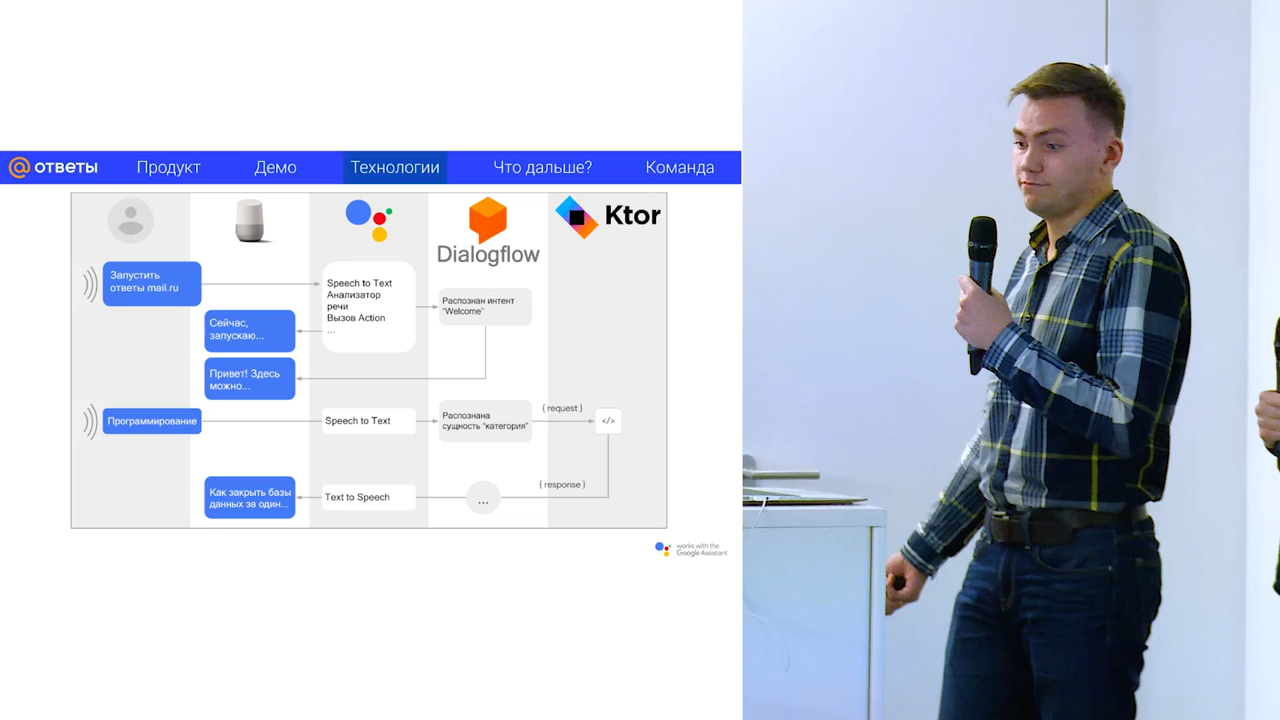 @ ответы
Продукт
Демо
Технологии
Что дальше?
Команда
Dialogflow
Ktor
Запустить
ответы mail.ru
Speech to Text
Анализатор
речи
Вызов Action
...
Распознан интент
"Welcome"
Сейчас,
запускаю...
Привет! Здесь
можно...
Программирование
Speech to Text
Распознана
сущность "категория"
{ request }
</>
Как закрыть базы
данных за один...
Text to Speech
...
{ response }
works with the
Google Assistant